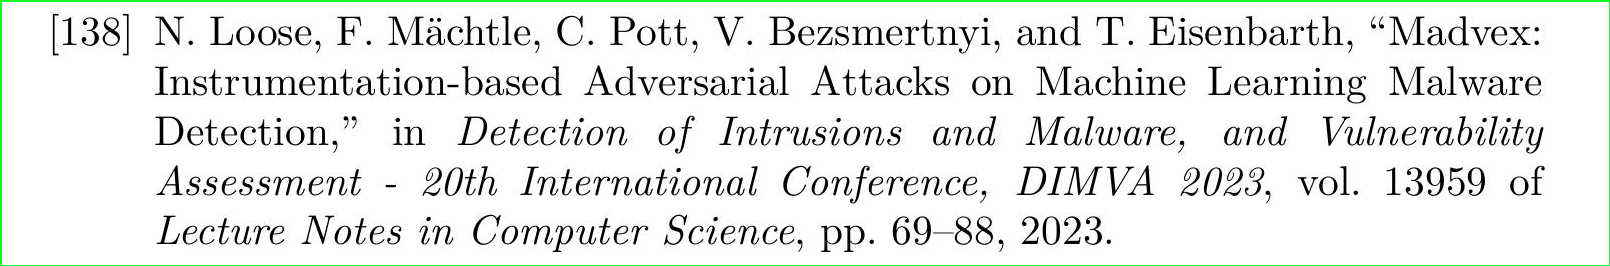 [138] N. Loose, F. Mächtle, C. Pott, V. Bezsmertnyi, and T. Eisenbarth, “Madvex:
Instrumentation-based Adversarial Attacks on Machine Learning Malware
Detection,” in Detection of Intrusions and Malware, and Vulnerability
Assessment - 20th International Conference, DIMVA 2023, vol. 13959 of
Lecture Notes in Computer Science, pp. 69–88, 2023.